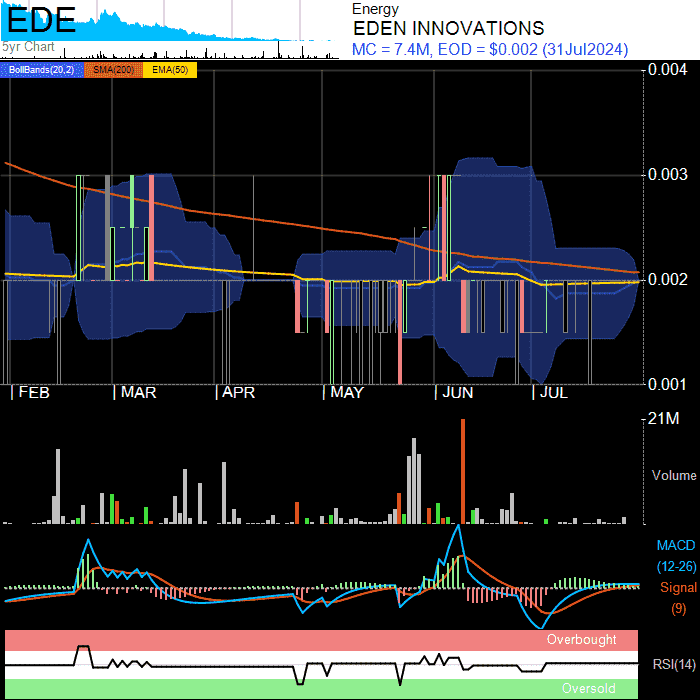 EDE
5yr Chart
Energy
EDEN INNOVATIONS
MC = 7.4M, EOD = $0.002 (31Jul2024)
BollBands(20,2) SMA(200) EMA(50)
0.004
0.003
0.002
0.001
FEB MAR APR MAY JUN JUL
21M
Volume
MACD
(12-26)
Signal
(9)
Overbought
RSI(14)
Oversold